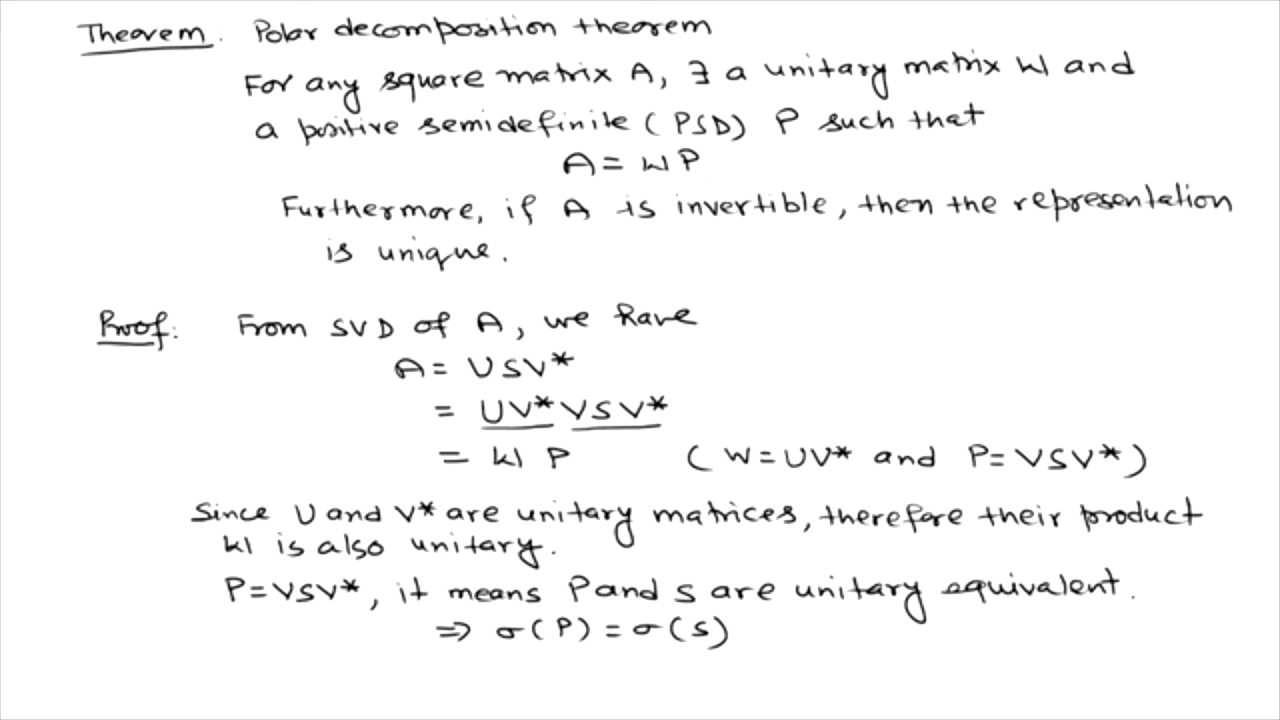 Theorem. Polar decomposition theorem
For any square matrix A, ∃ a unitary matrix W and
a positive semidefinite (PSD) P such that
A = W P
Furthermore, if A is invertible, then the representation
is unique.
Proof: From SVD of A, we have
A = USV*
= UV* VSV*
= W P (W=UV* and P=VSV*)
Since U and V* are unitary matrices, therefore their product
W is also unitary.
P=VSV*, it means P and S are unitary equivalent.
⇒ σ(P) = σ(S)